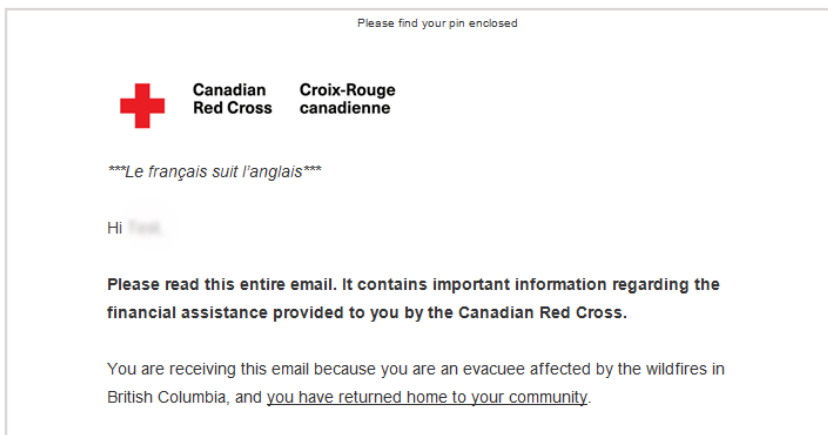 Please find your pin enclosed
Canadian Croix-Rouge
Red Cross canadienne
***Le français suit l'anglais***
Hi
Please read this entire email. It contains important information regarding the
financial assistance provided to you by the Canadian Red Cross.
You are receiving this email because you are an evacuee affected by the wildfires in
British Columbia, and you have returned home to your community.